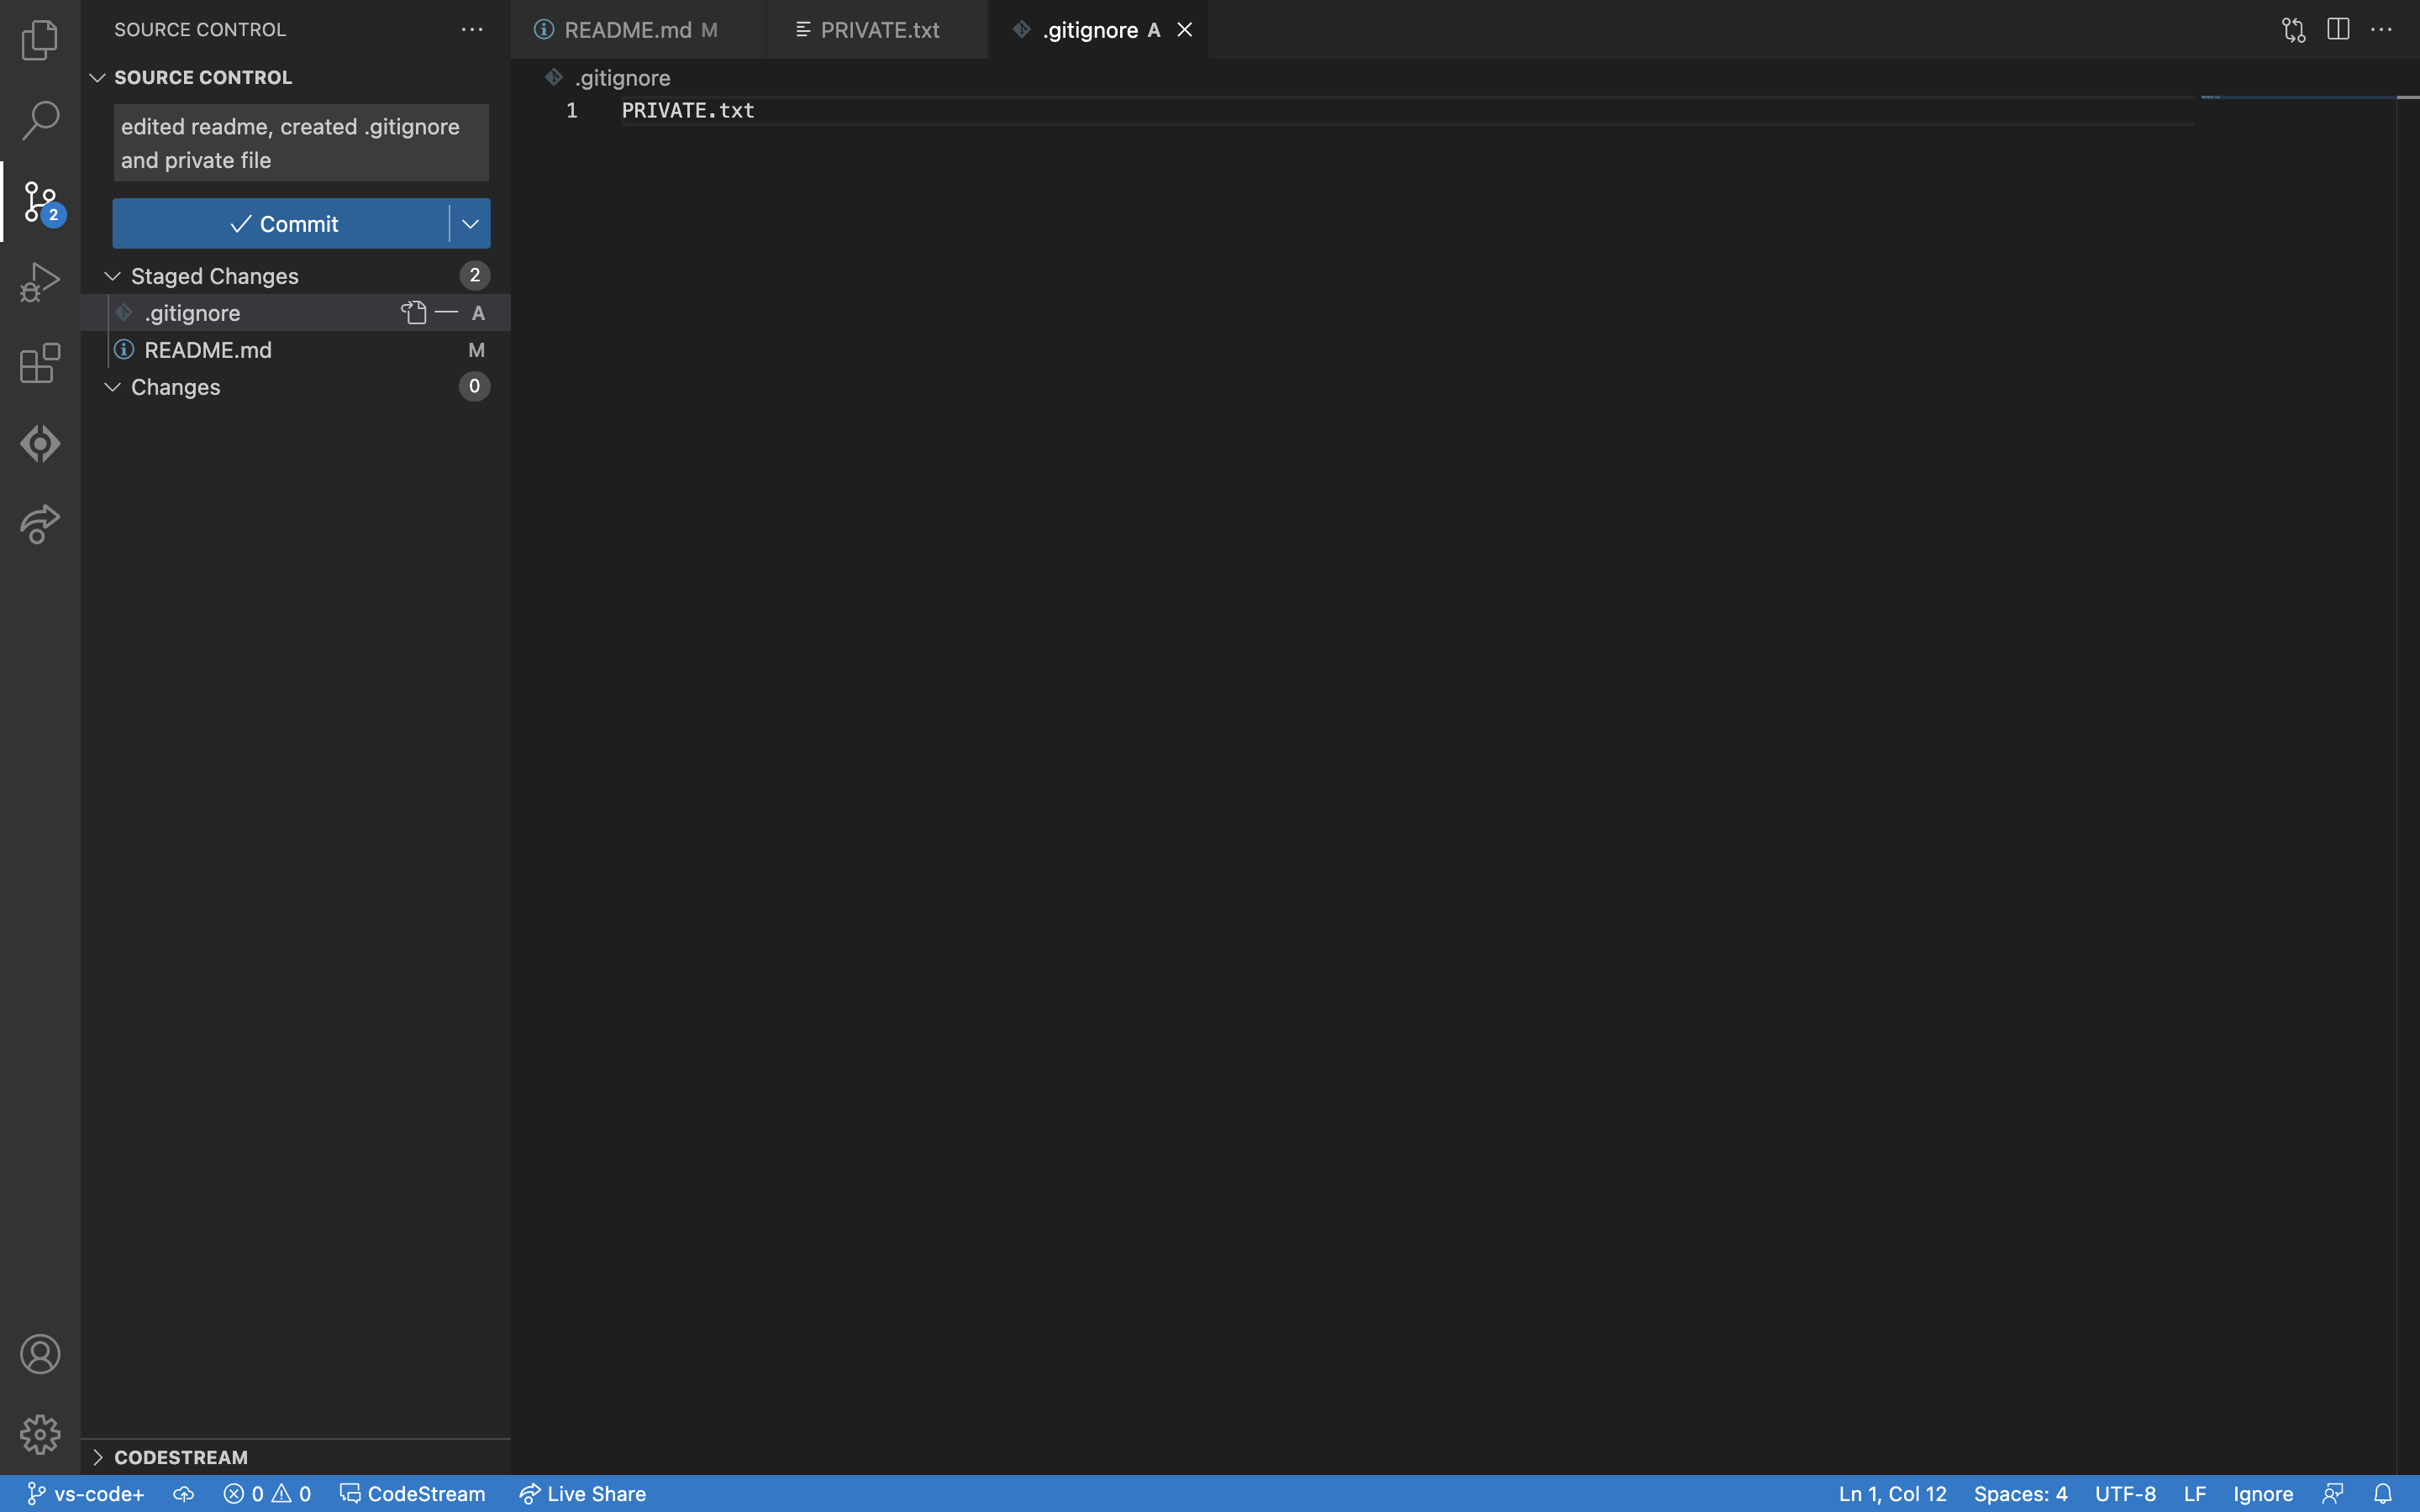 SOURCE CONTROL
README.md M
PRIVATE.txt
.gitignore A
SOURCE CONTROL
.gitignore
edited readme, created .gitignore
and private file
1 PRIVATE.txt
2
Commit
Staged Changes 2
.gitignore A
README.md M
Changes 0
CODESTREAM
vs-code+ 0 0 CodeStream Live Share Ln 1, Col 12 Spaces: 4 UTF-8 LF Ignore